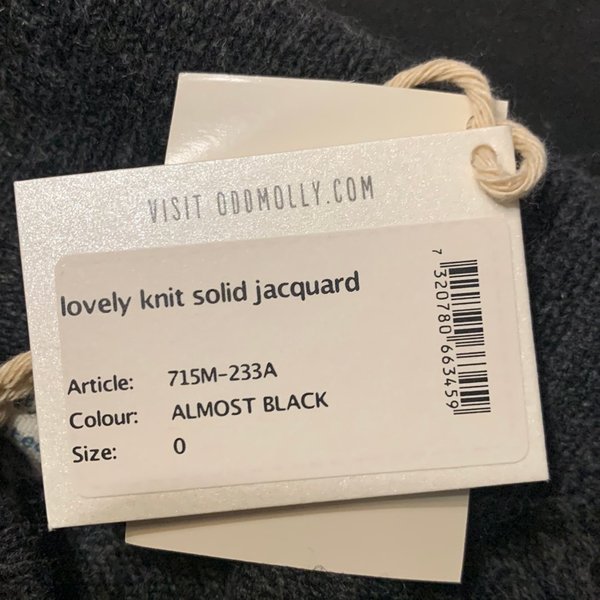 VISIT ODDMOLLY.COM
lovely knit solid jacquard
Article: 715M-233A
Colour: ALMOST BLACK
Size: 0
7 320780 663459